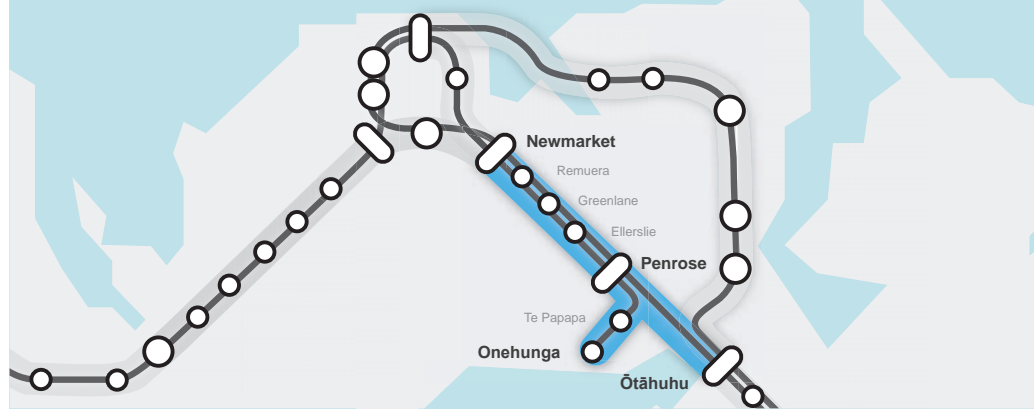 Newmarket
Remuera
Greenlane
Ellerslie
Penrose
Te Papapa
Onehunga
Ōtāhuhu